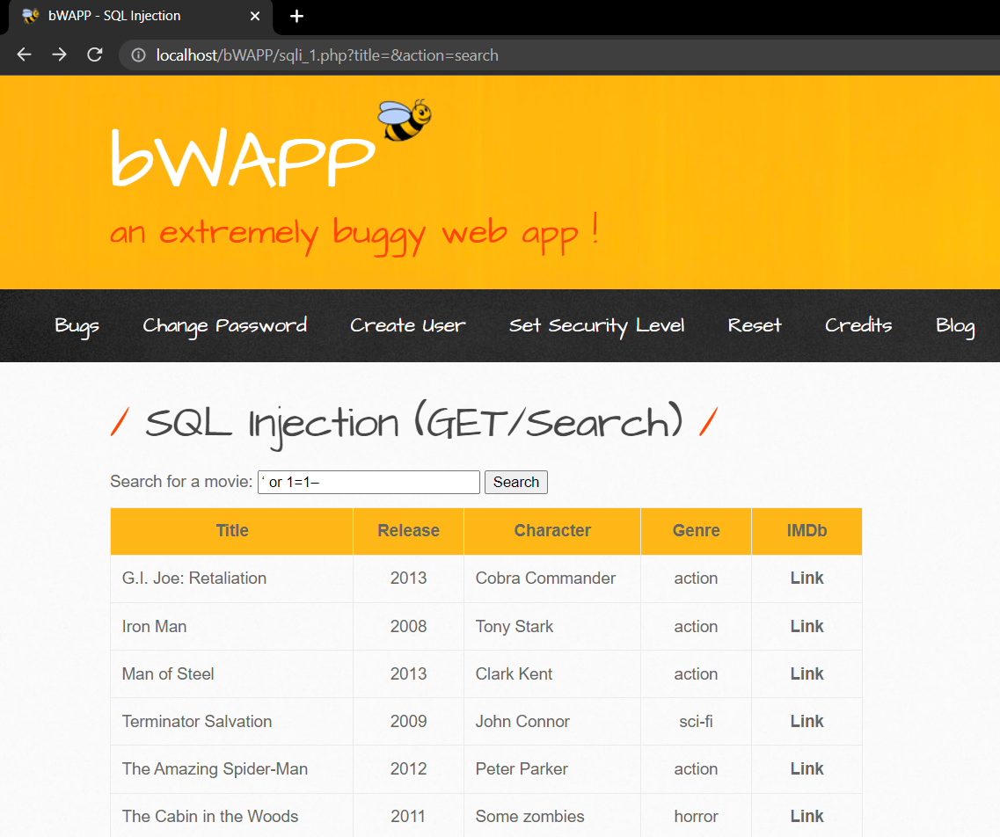 bWAPP - SQL Injection
localhost/bWAPP/sqli_1.php?title=&action=search
bWAPP
an extremely buggy web app !
Bugs Change Password Create User Set Security Level Reset Credits Blog
/ SQL Injection (GET/Search) /
Search for a movie: ‘ or 1=1– Search
Title Release Character Genre IMDb
G.I. Joe: Retaliation 2013 Cobra Commander action Link
Iron Man 2008 Tony Stark action Link
Man of Steel 2013 Clark Kent action Link
Terminator Salvation 2009 John Connor sci-fi Link
The Amazing Spider-Man 2012 Peter Parker action Link
The Cabin in the Woods 2011 Some zombies horror Link